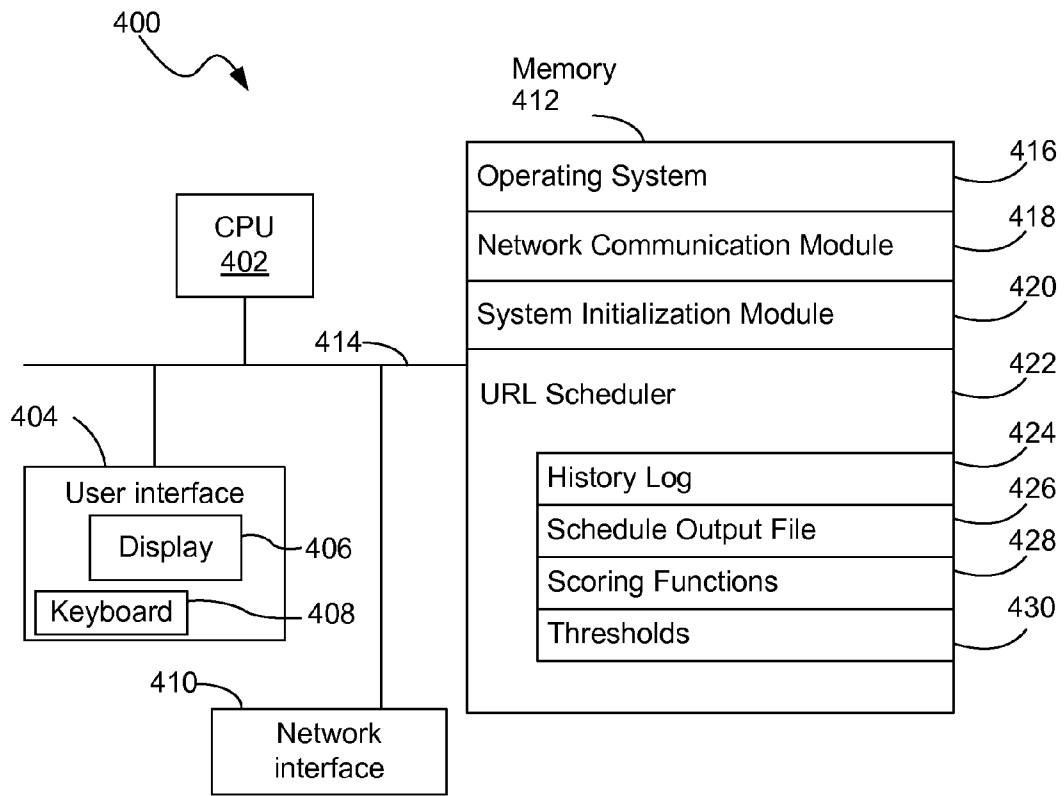 400
Memory
412
Operating System
416
Network Communication Module
418
System Initialization Module
420
CPU
402
414
URL Scheduler
422
404
User interface
Display
406
Keyboard
408
History Log
424
Schedule Output File
426
Scoring Functions
428
Thresholds
430
410
Network
interface